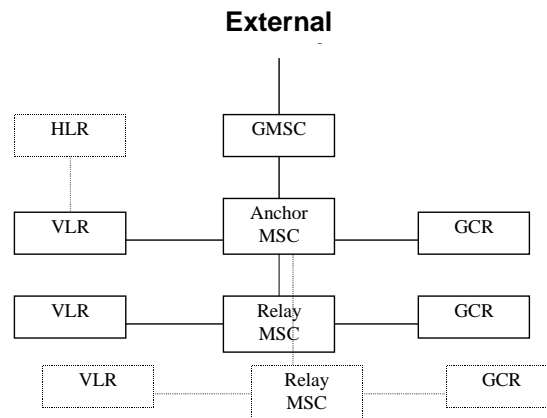 External
HLR
GMSC
VLR
Anchor
MSC
GCR
VLR
Relay
MSC
GCR
VLR
Relay
MSC
GCR